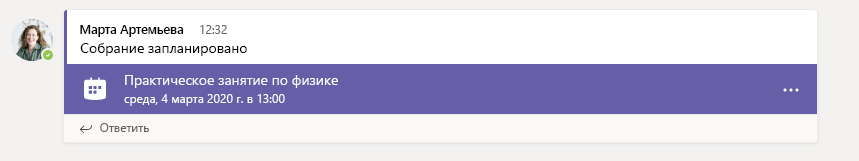 Марта Артемьева 12:32
Собрание запланировано
Практическое занятие по физике
среда, 4 марта 2020 г. в 13:00
Ответить